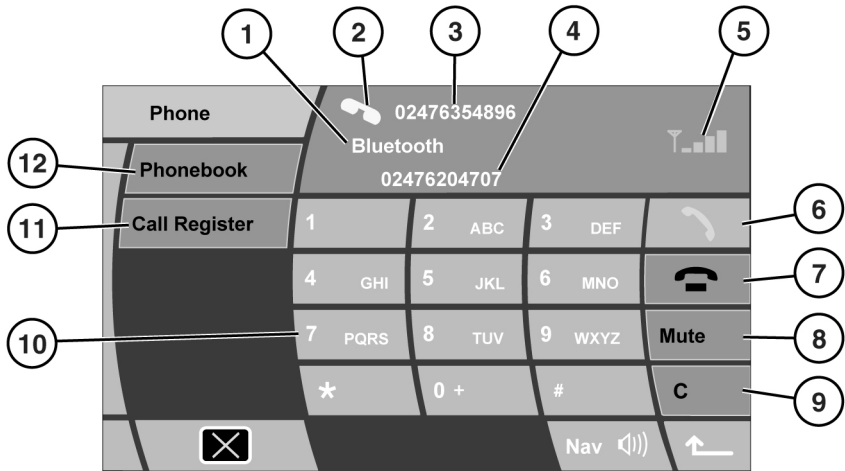 1 2 3 4 5
Phone
02476354896
Bluetooth
02476204707
12 Phonebook
11 Call Register
1 2 ABC 3 DEF 6
4 GHI 5 JKL 6 MNO 7
10 7 PQRS 8 TUV 9 WXYZ Mute 8
* 0 + # C 9
Nav